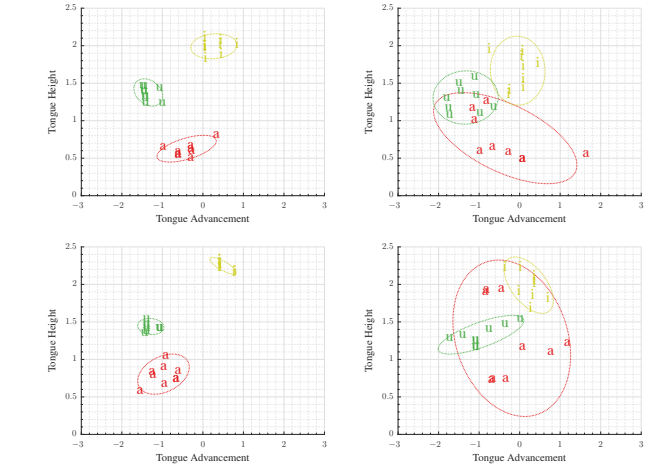 2.5
2
1.5
1
0.5
0
Tongue Height
−3
−2
−1
0
1
2
3
Tongue Advancement
i i i i i i i i
u u u u u u u
a a a a a a a a
2.5
2
1.5
1
0.5
0
Tongue Height
−3
−2
−1
0
1
2
3
Tongue Advancement
i i i i i i i
u u u u u u u u
a a a a a a a a
2.5
2
1.5
1
0.5
0
Tongue Height
−3
−2
−1
0
1
2
3
Tongue Advancement
i i i i
u u u u u
a a a a a a a a
2.5
2
1.5
1
0.5
0
Tongue Height
−3
−2
−1
0
1
2
3
Tongue Advancement
i i i i i i i
u u u u u u u
a a a a a a a a